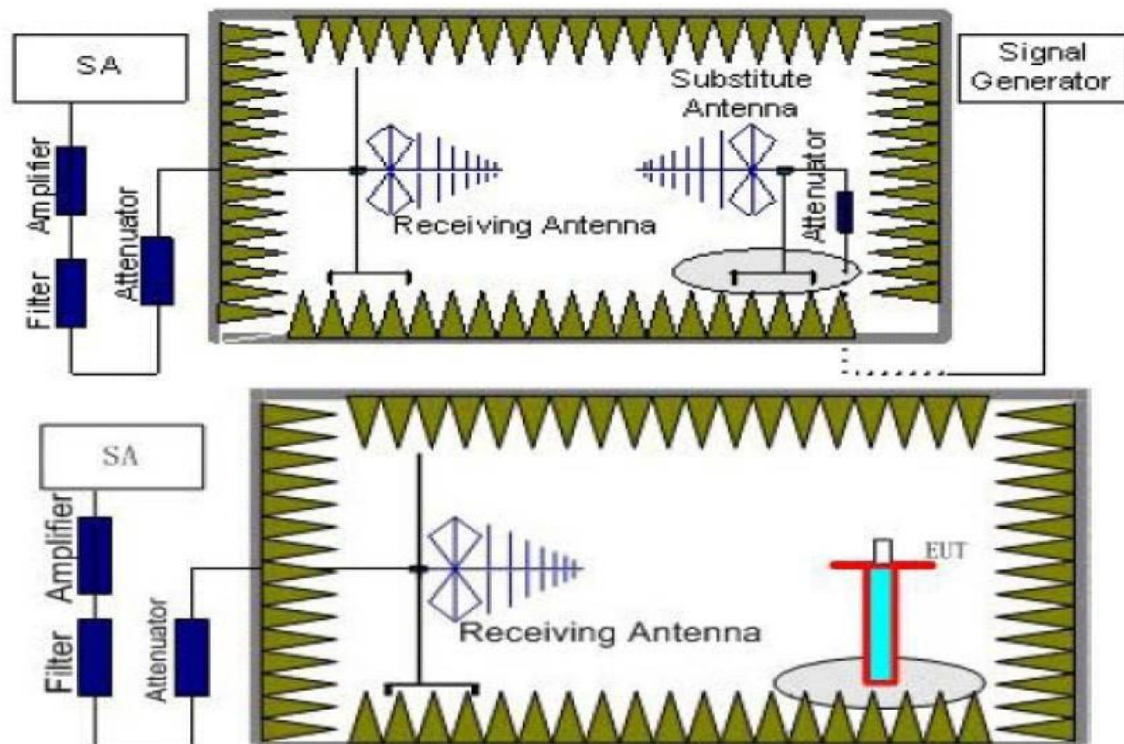 SA
Signal
Generator
Substitute
Antenna
Amplifier
Filter
Attenuator
Receiving Antenna
Attenuator
SA
Amplifier
Filter
Attenuator
Receiving Antenna
EUT